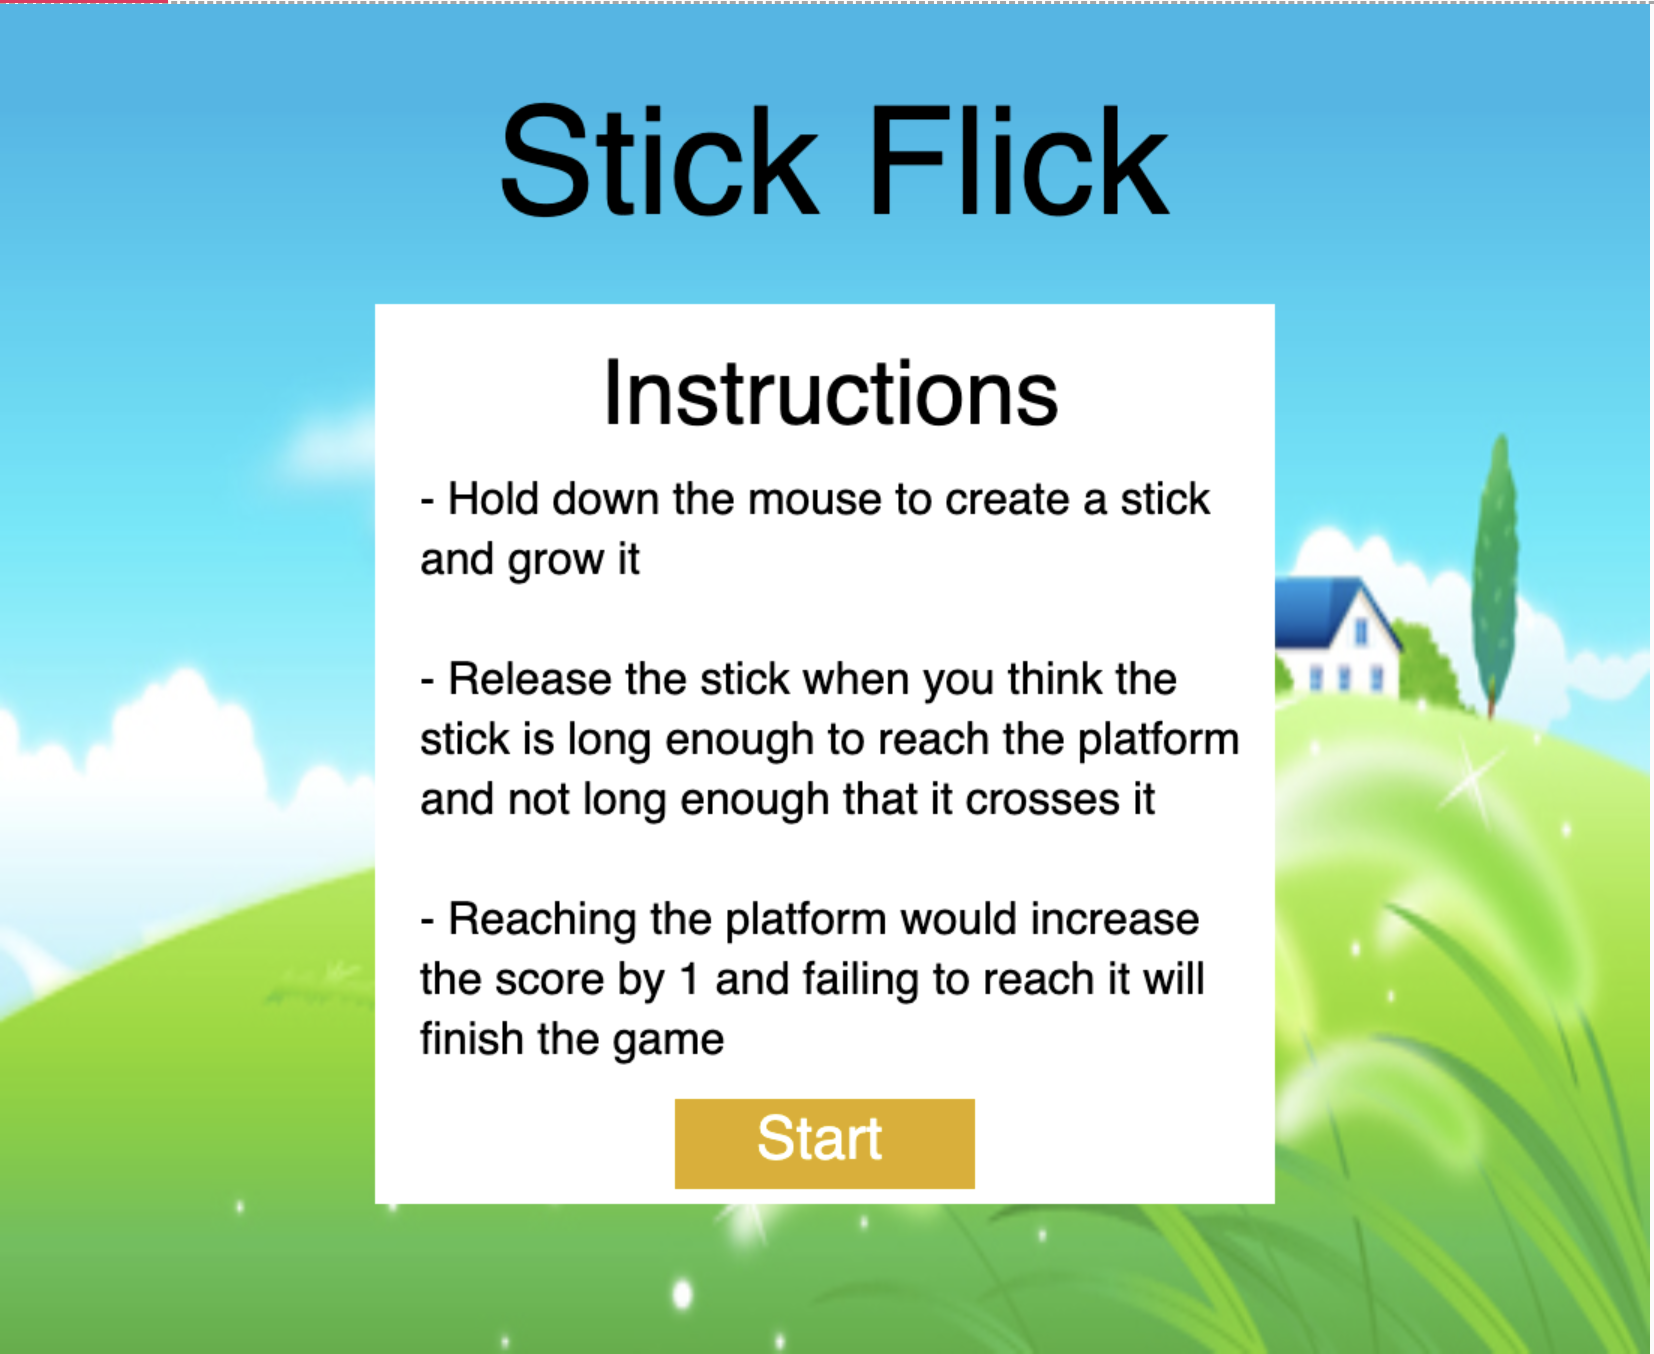 Stick Flick
Instructions
- Hold down the mouse to create a stick
and grow it
- Release the stick when you think the
stick is long enough to reach the platform
and not long enough that it crosses it
- Reaching the platform would increase
the score by 1 and failing to reach it will
finish the game
Start